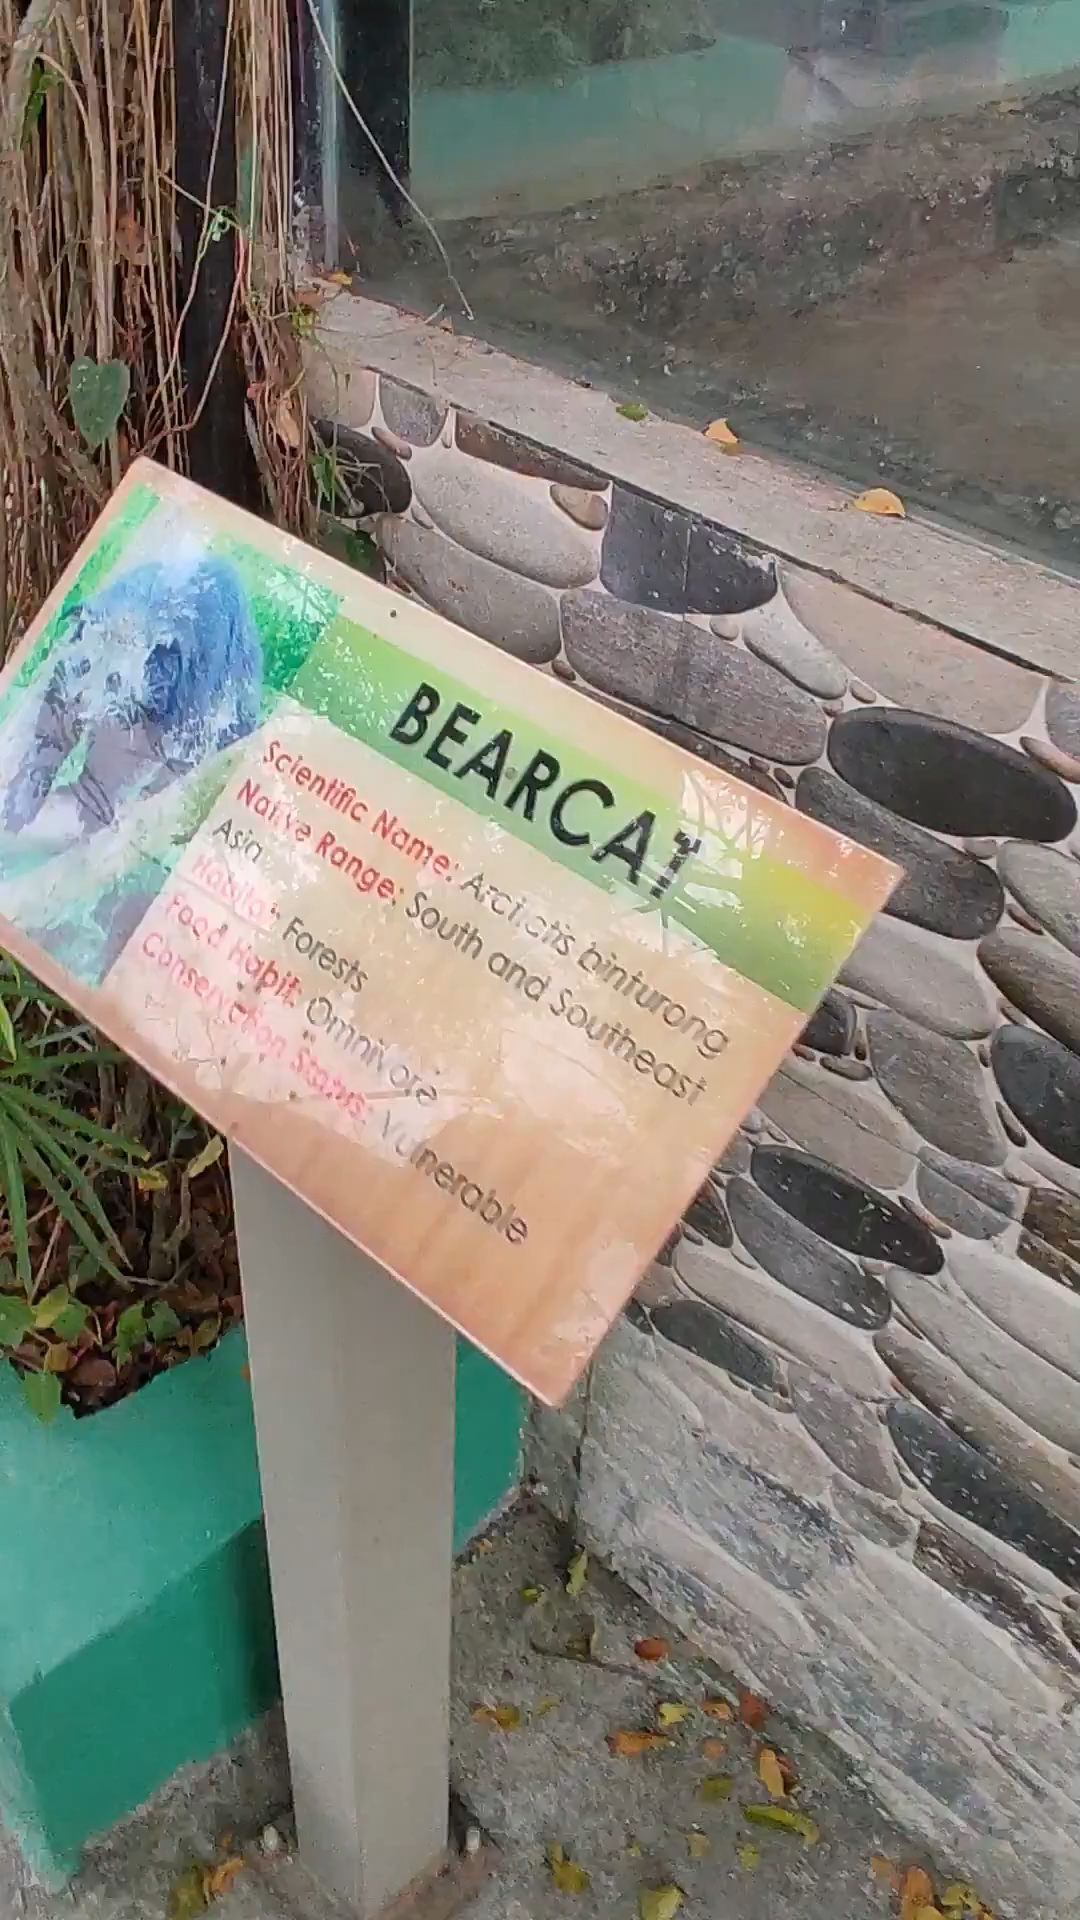 BEARCAT
Scientific Name: Arctictis binturong
Native Range: South and Southeast
Asia
Habitat: Forests
Food Habit: Omnivore
Conservation Status: Vulnerable